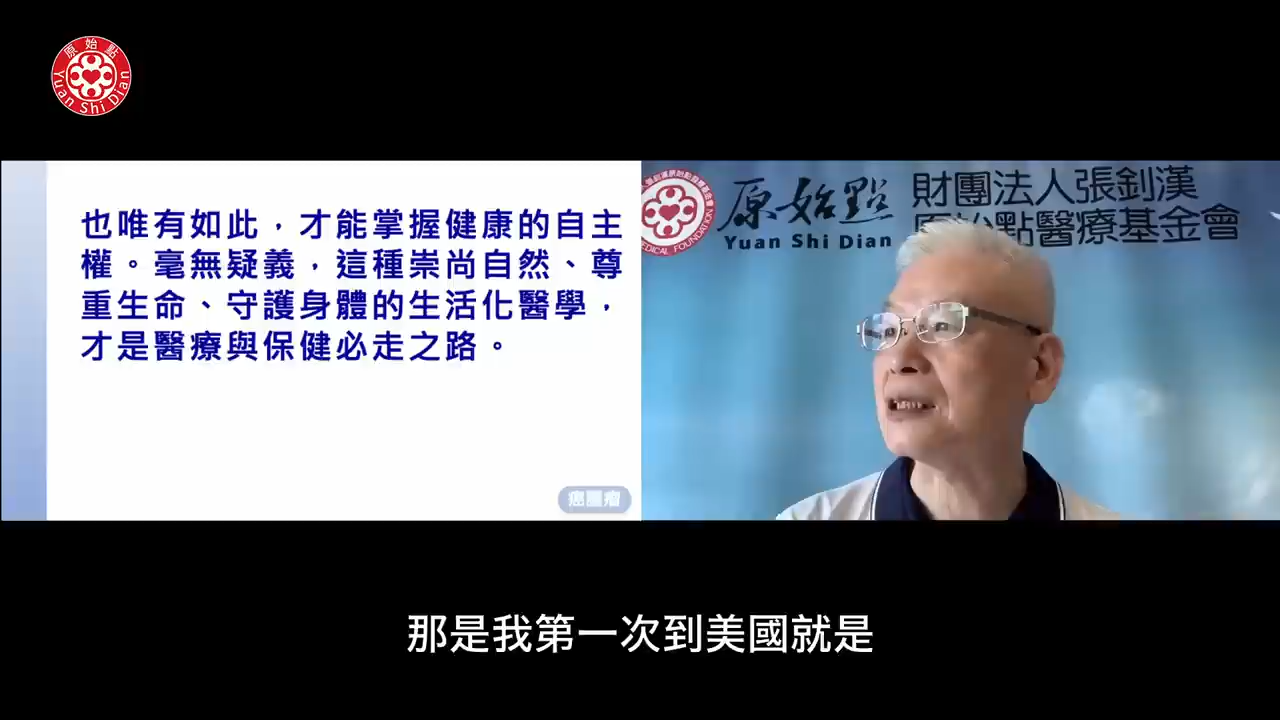 原始點
Yuan Shi Dian
也唯有如此，才能掌握健康的自主
權。毫無疑義，這種崇尚自然、尊
重生命、守護身體的生活化醫學，
才是醫療與保健必走之路。
癌腫瘤
原始點
Yuan Shi Dian
財團法人張釗漢
原始點醫療基金會
那是我第一次到美國就是